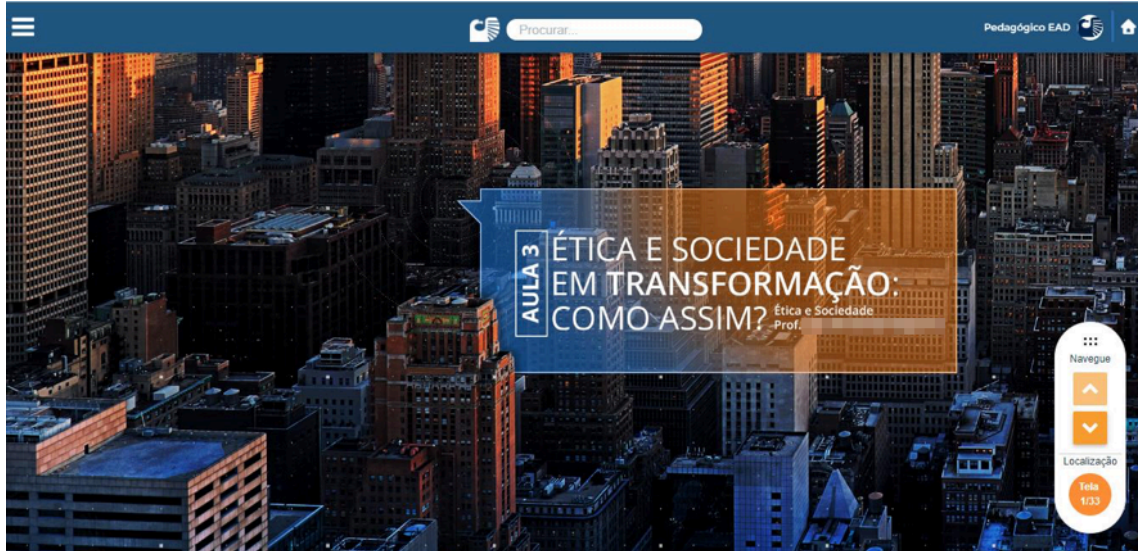 Procurar...
Pedagógico EAD
AULA 3
ÉTICA E SOCIEDADE
EM TRANSFORMAÇÃO:
COMO ASSIM?
Ética e Sociedade
Prof.
Navegue
Localização
Tela
1/33